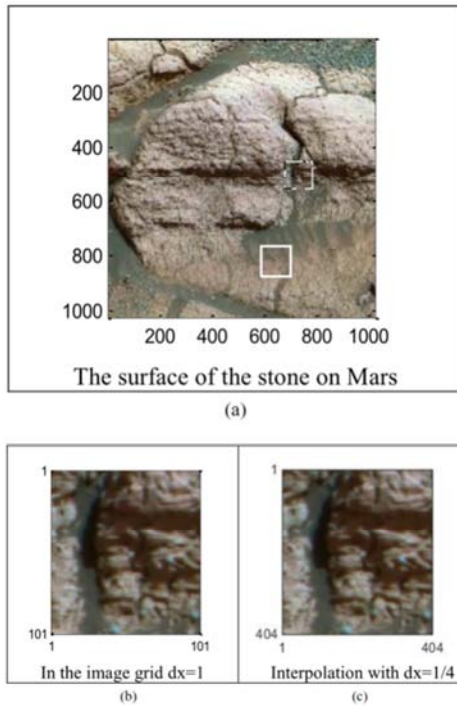 200
400
600
800
1000
200 400 600 800 1000
The surface of the stone on Mars
(a)
1
101
1 101
In the image grid dx=1
(b)
1
404
1 404
Interpolation with dx=1/4
(c)